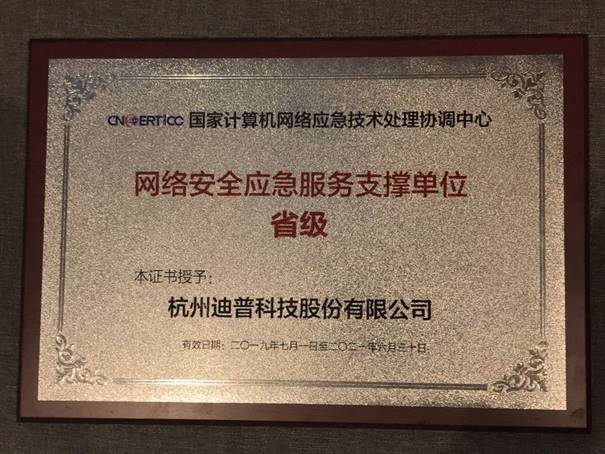 CNCERT/CC 国家计算机网络应急技术处理协调中心
网络安全应急服务支撑单位
省级
本证书授予：
杭州迪普科技股份有限公司
有效日期：二〇一九年七月一日至二〇二一年六月三十日